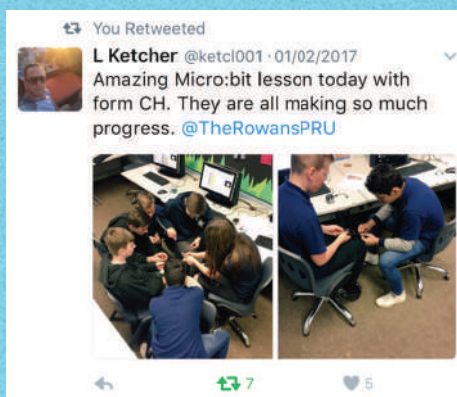 You Retweeted
L Ketcher @ketcl001 · 01/02/2017
Amazing Micro:bit lesson today with
form CH. They are all making so much
progress. @TheRowansPRU
7 5